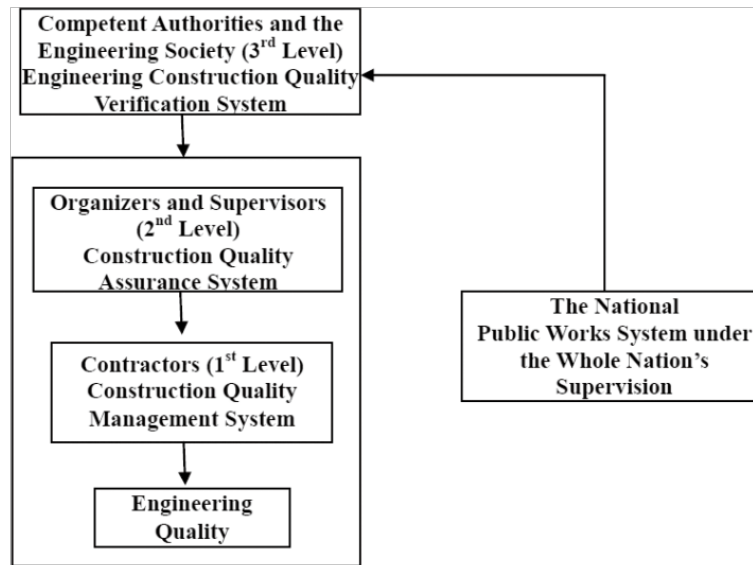 Competent Authorities and the
Engineering Society (3rd Level)
Engineering Construction Quality
Verification System
Organizers and Supervisors
(2nd Level)
Construction Quality
Assurance System
Contractors (1st Level)
Construction Quality
Management System
Engineering
Quality
The National
Public Works System under
the Whole Nation’s
Supervision